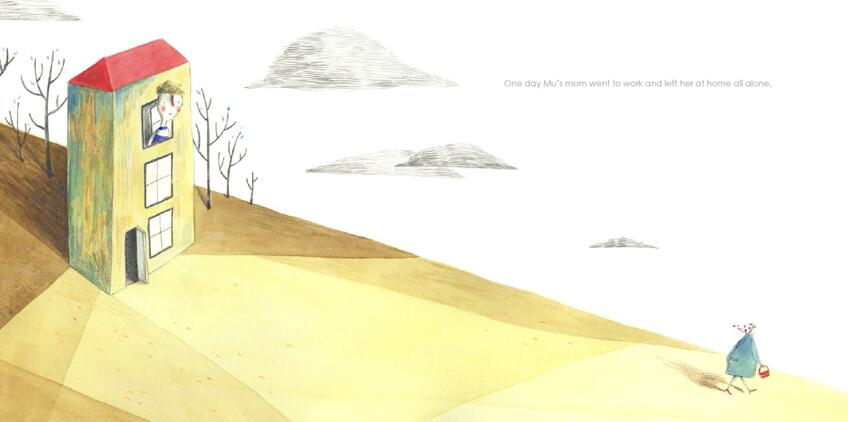 One day Mu's mom went to work and left her at home all alone.